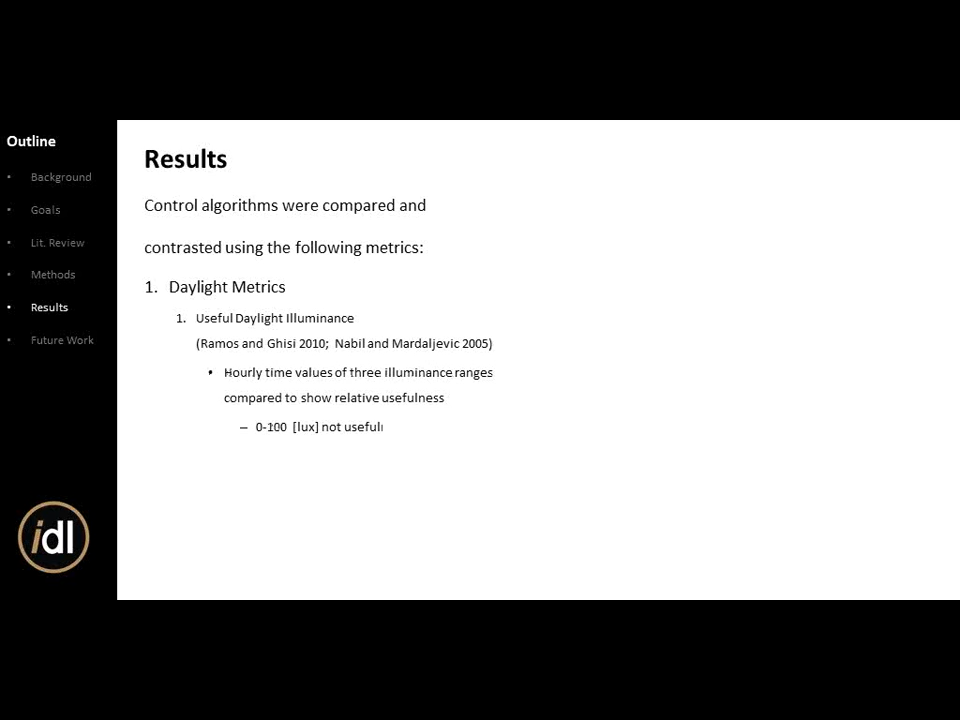 Outline
• Background
• Goals
• Lit. Review
• Methods
• Results
• Future Work
idl
Results
Control algorithms were compared and
contrasted using the following metrics:
1. Daylight Metrics
1. Useful Daylight Illuminance
(Ramos and Ghisi 2010; Nabil and Mardaljevic 2005)
• Hourly time values of three illuminance ranges
compared to show relative usefulness
– 0-100 [lux] not useful